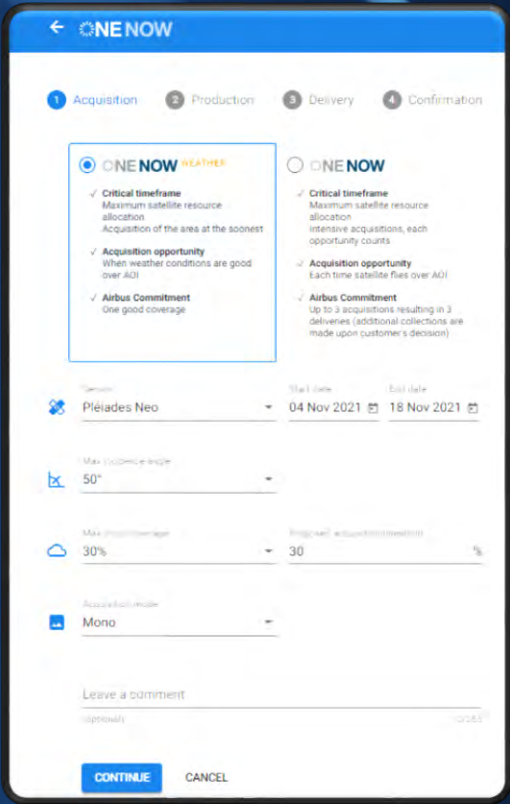 ONE NOW
1 Acquisition 2 Production 3 Delivery 4 Confirmation
ONE NOW WEATHER
✓ Critical timeframe
Maximum satellite resource
allocation
Acquisition of the area at the soonest
✓ Acquisition opportunity
When weather conditions are good
over AOI
✓ Airbus Commitment
One good coverage
ONE NOW
✓ Critical timeframe
Maximum satellite resource
allocation
Intensive acquisitions, each
opportunity counts
✓ Acquisition opportunity
Each time satellite flies over AOI
✓ Airbus Commitment
Up to 3 acquisitions resulting in 3
deliveries (additional collections are
made upon customer's decision)
Sensor Start date End date
Pléiades Neo 04 Nov 2021 18 Nov 2021
Max incidence angle
50°
Max cloud coverage
30% 30 %
Acquisition mode
Mono
Leave a comment
(optional)
CONTINUE CANCEL